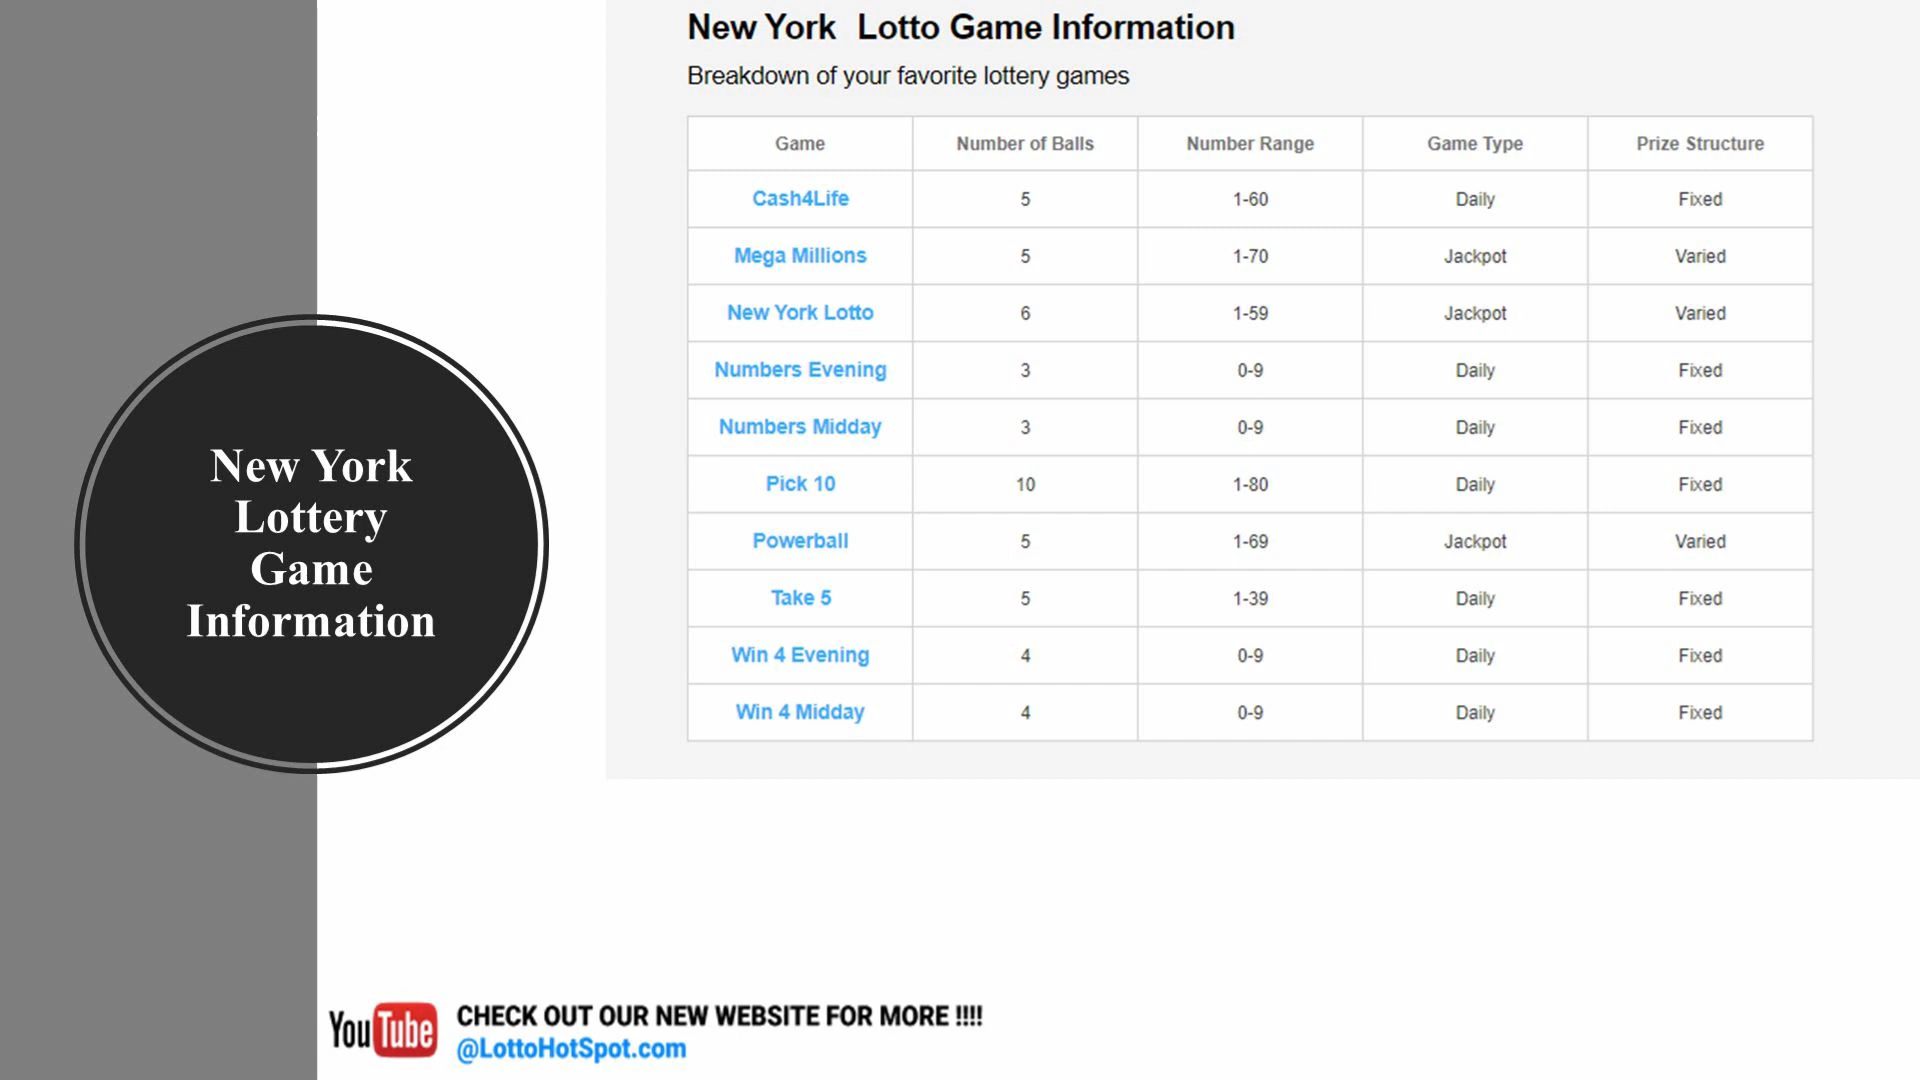 New York Lotto Game Information
Breakdown of your favorite lottery games
Game Number of Balls Number Range Game Type Prize Structure
Cash4Life 5 1-60 Daily Fixed
Mega Millions 5 1-70 Jackpot Varied
New York Lotto 6 1-59 Jackpot Varied
Numbers Evening 3 0-9 Daily Fixed
Numbers Midday 3 0-9 Daily Fixed
Pick 10 10 1-80 Daily Fixed
Powerball 5 1-69 Jackpot Varied
Take 5 5 1-39 Daily Fixed
Win 4 Evening 4 0-9 Daily Fixed
Win 4 Midday 4 0-9 Daily Fixed
New York
Lottery
Game
Information
YouTube
CHECK OUT OUR NEW WEBSITE FOR MORE !!!!
@LottoHotSpot.com